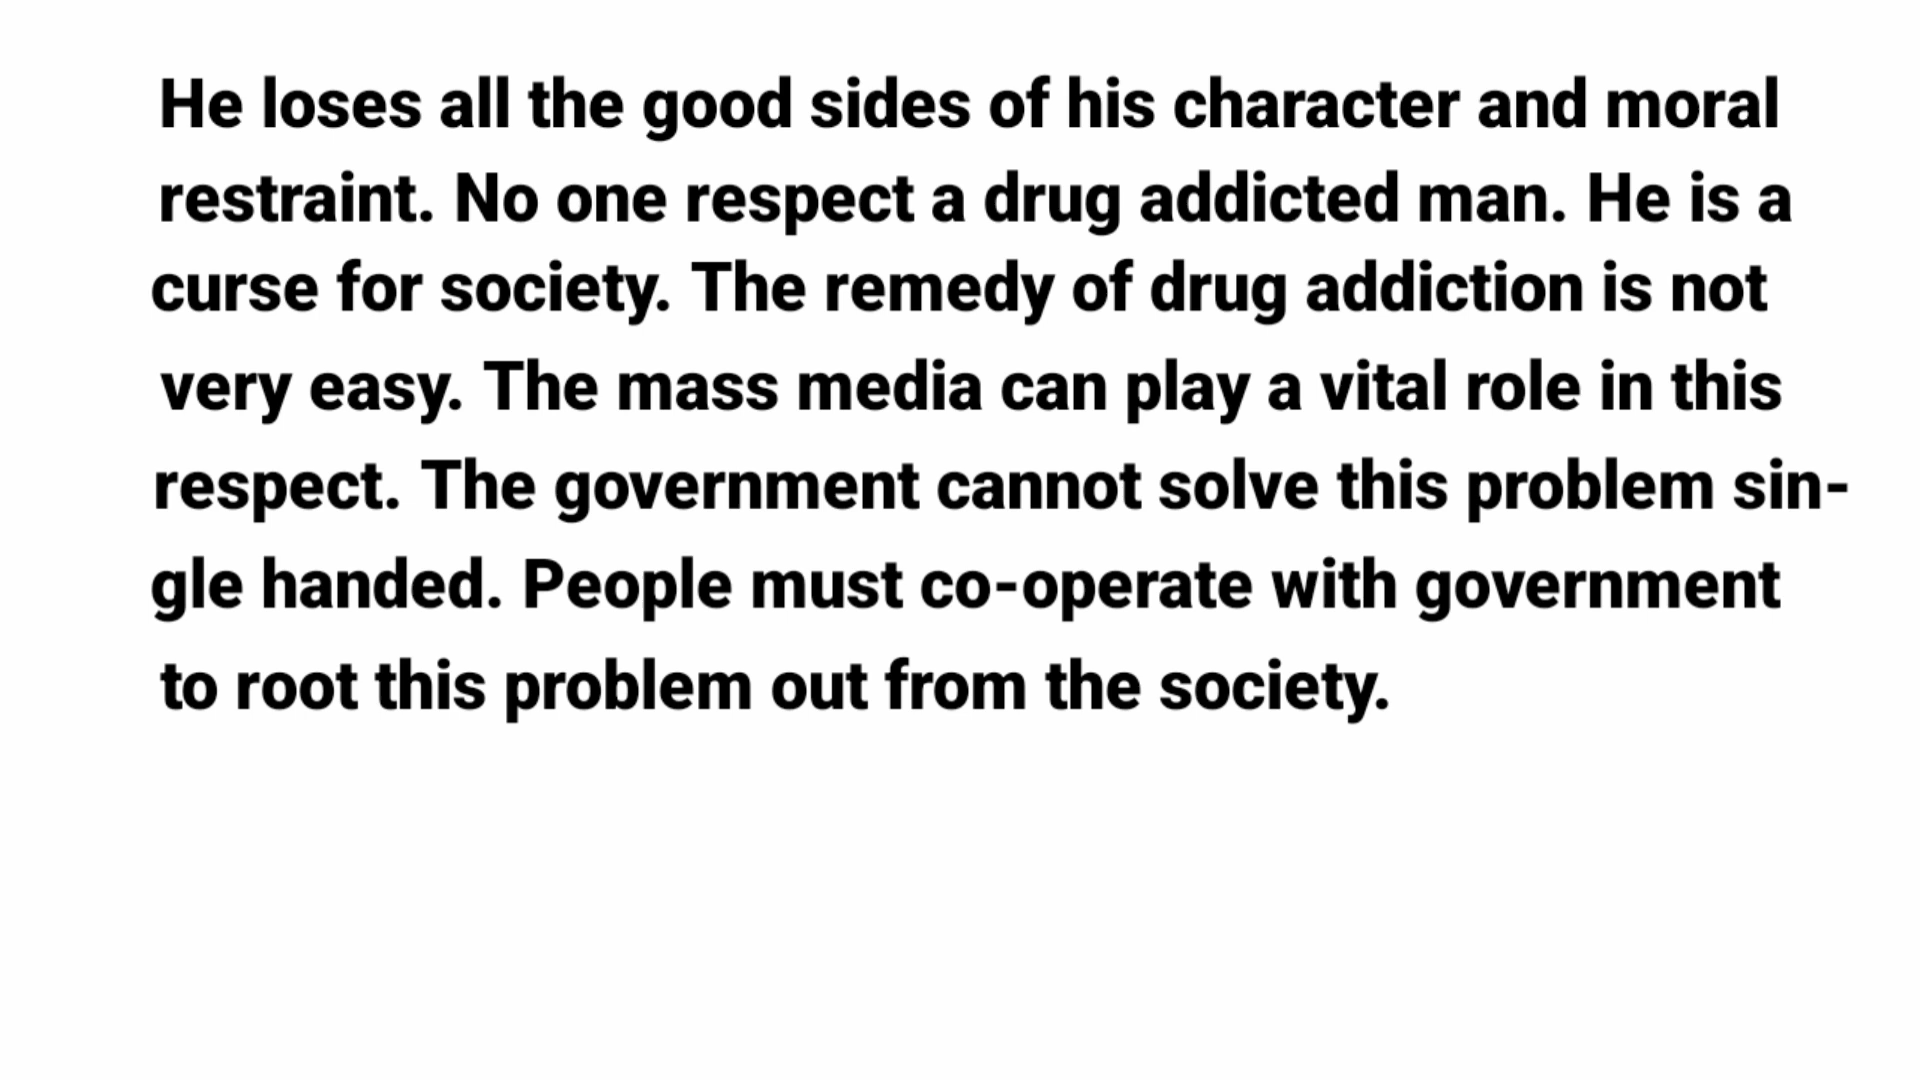 He loses all the good sides of his character and moral
restraint. No one respect a drug addicted man. He is a
curse for society. The remedy of drug addiction is not
very easy. The mass media can play a vital role in this
respect. The government cannot solve this problem sin-
gle handed. People must co-operate with government
to root this problem out from the society.